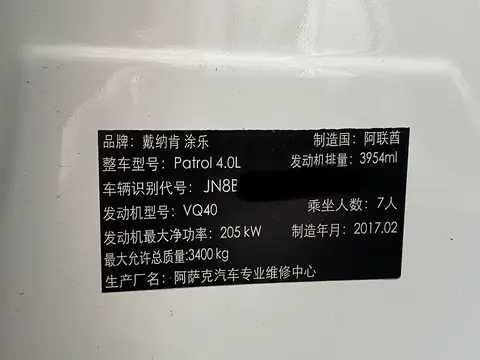 品牌：戴纳肯 涂乐 制造国：阿联酋
整车型号：Patrol 4.0L 发动机排量：3954ml
车辆识别代号：JN8B
发动机型号：VQ40 乘坐人数：7人
发动机最大净功率：205 kW 制造年月：2017.02
最大允许总质量:3400 kg
生产厂名：阿萨克汽车专业维修中心